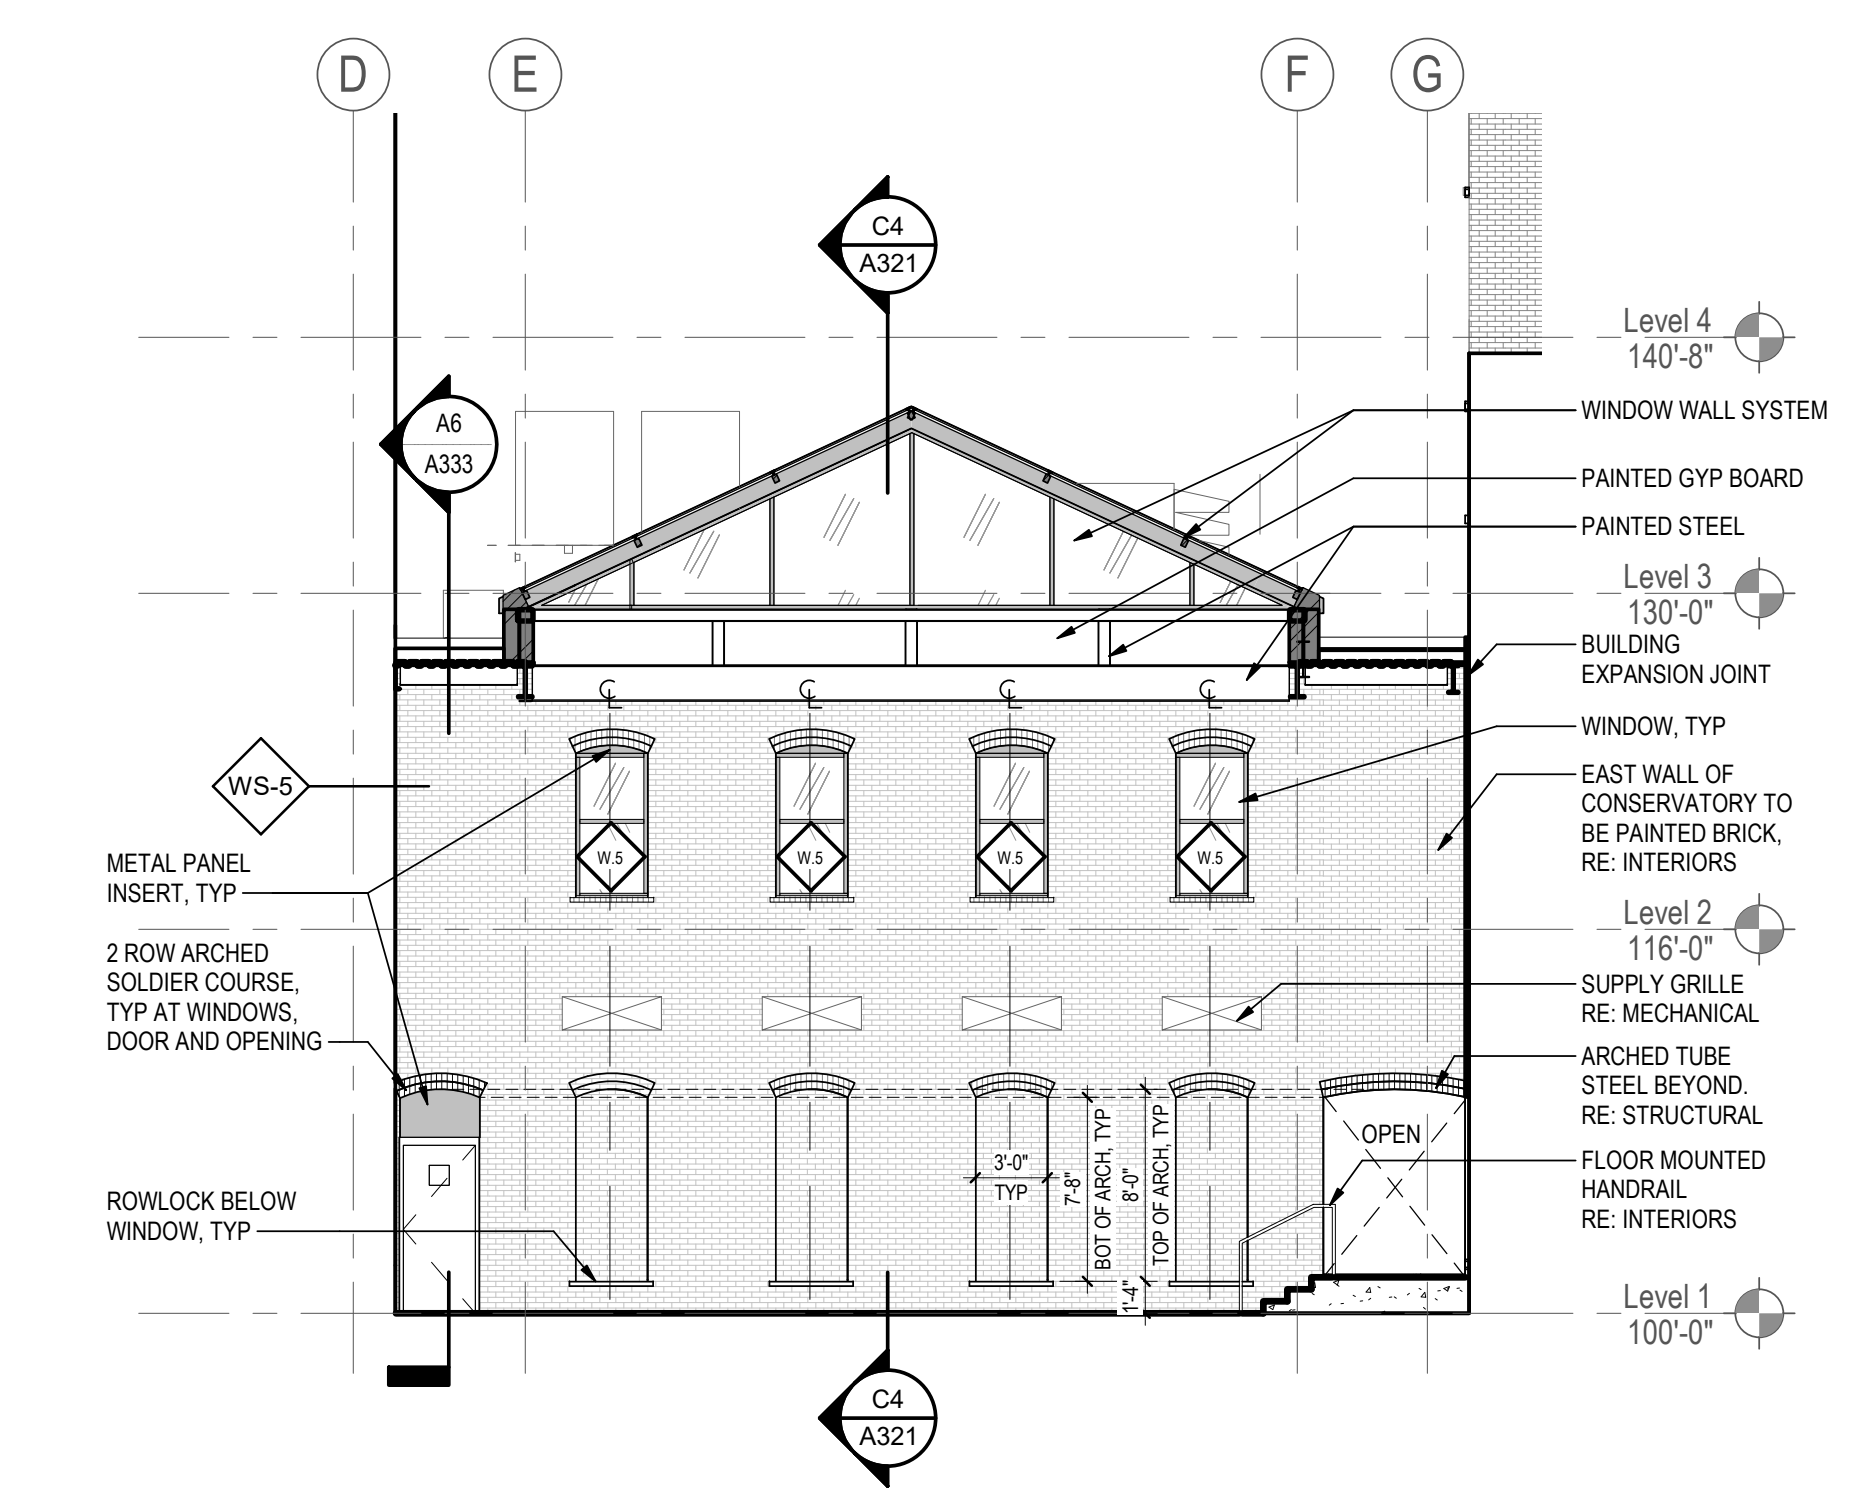 D
E
F
G
C4
A321
Level 4
140'-8"
A6
A333
WINDOW WALL SYSTEM
PAINTED GYP BOARD
PAINTED STEEL
Level 3
130'-0"
BUILDING
EXPANSION JOINT
WINDOW, TYP
WS-5
EAST WALL OF
CONSERVATORY TO
BE PAINTED BRICK,
RE: INTERIORS
W.5
W.5
W.5
W.5
METAL PANEL
INSERT, TYP
Level 2
116'-0"
2 ROW ARCHED
SOLDIER COURSE,
TYP AT WINDOWS,
DOOR AND OPENING
SUPPLY GRILLE
RE: MECHANICAL
ARCHED TUBE
STEEL BEYOND.
RE: STRUCTURAL
OPEN
3'-0"
TYP
7'-8"
BOT OF ARCH, TYP
8'-0"
TOP OF ARCH, TYP
1'-4"
FLOOR MOUNTED
HANDRAIL
RE: INTERIORS
ROWLOCK BELOW
WINDOW, TYP
Level 1
100'-0"
C4
A321